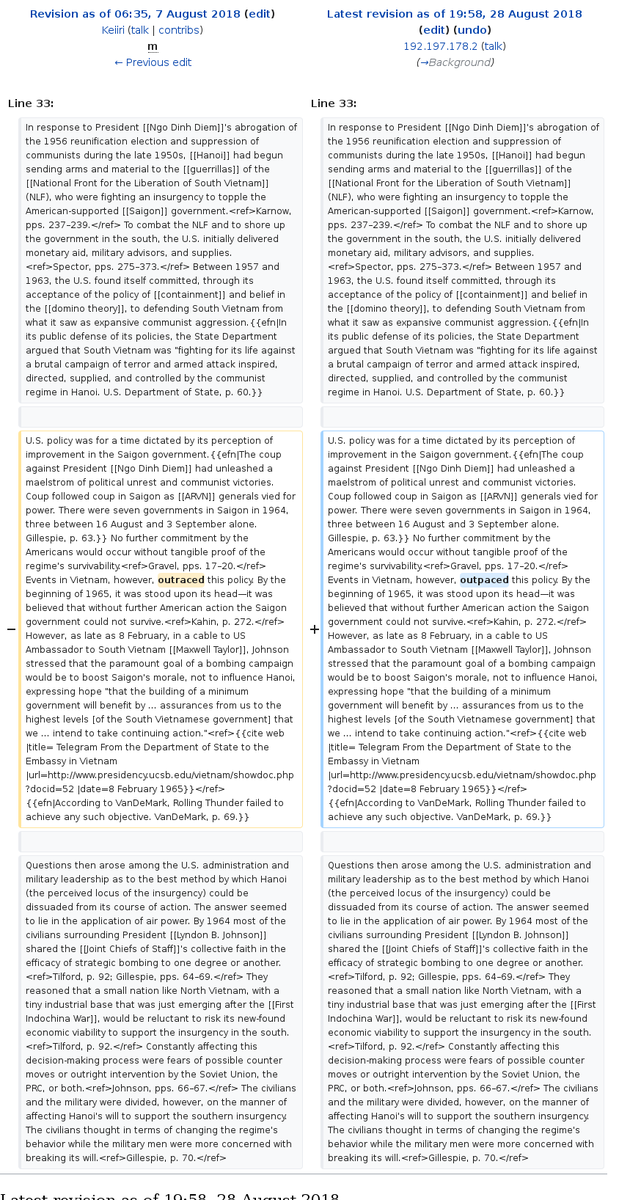 Revision as of 06:35, 7 August 2018 (edit)
Keiiri (talk | contribs)
m
← Previous edit
Latest revision as of 19:58, 28 August 2018
(edit) (undo)
192.197.178.2 (talk)
(→Background)
Line 33:
In response to President [[Ngo Dinh Diem]]'s abrogation of
the 1956 reunification election and suppression of
communists during the late 1950s, [[Hanoi]] had begun
sending arms and material to the [[guerrillas]] of the
[[National Front for the Liberation of South Vietnam]]
(NLF), who were fighting an insurgency to topple the
American-supported [[Saigon]] government.<ref>Karnow,
pps. 237–239.</ref> To combat the NLF and to shore up
the government in the south, the U.S. initially delivered
monetary aid, military advisors, and supplies.
<ref>Spector, pps. 275–373.</ref> Between 1957 and
1963, the U.S. found itself committed, through its
acceptance of the policy of [[containment]] and belief in
the [[domino theory]], to defending South Vietnam from
what it saw as expansive communist aggression.{{efn|In
its public defense of its policies, the State Department
argued that South Vietnam was "fighting for its life against
a brutal campaign of terror and armed attack inspired,
directed, supplied, and controlled by the communist
regime in Hanoi. U.S. Department of State, p. 60.}}
−
U.S. policy was for a time dictated by its perception of
improvement in the Saigon government.{{efn|The coup
against President [[Ngo Dinh Diem]] had unleashed a
maelstrom of political unrest and communist victories.
Coup followed coup in Saigon as [[ARVN]] generals vied for
power. There were seven governments in Saigon in 1964,
three between 16 August and 3 September alone.
Gillespie, p. 63.}} No further commitment by the
Americans would occur without tangible proof of the
regime's survivability.<ref>Gravel, pps. 17–20.</ref>
Events in Vietnam, however, outraced this policy. By the
beginning of 1965, it was stood upon its head—it was
believed that without further American action the Saigon
government could not survive.<ref>Kahin, p. 272.</ref>
However, as late as 8 February, in a cable to US
Ambassador to South Vietnam [[Maxwell Taylor]], Johnson
stressed that the paramount goal of a bombing campaign
would be to boost Saigon's morale, not to influence Hanoi,
expressing hope "that the building of a minimum
government will benefit by ... assurances from us to the
highest levels [of the South Vietnamese government] that
we ... intend to take continuing action."<ref>{{cite web
|title= Telegram From the Department of State to the
Embassy in Vietnam
|url=http://www.presidency.ucsb.edu/vietnam/showdoc.php
?docid=52 |date=8 February 1965}}</ref>
{{efn|According to VanDeMark, Rolling Thunder failed to
achieve any such objective. VanDeMark, p. 69.}}
Questions then arose among the U.S. administration and
military leadership as to the best method by which Hanoi
(the perceived locus of the insurgency) could be
dissuaded from its course of action. The answer seemed
to lie in the application of air power. By 1964 most of the
civilians surrounding President [[Lyndon B. Johnson]]
shared the [[Joint Chiefs of Staff]]'s collective faith in the
efficacy of strategic bombing to one degree or another.
<ref>Tilford, p. 92; Gillespie, pps. 64–69.</ref> They
reasoned that a small nation like North Vietnam, with a
tiny industrial base that was just emerging after the [[First
Indochina War]], would be reluctant to risk its new-found
economic viability to support the insurgency in the south.
<ref>Tilford, p. 92.</ref> Constantly affecting this
decision-making process were fears of possible counter
moves or outright intervention by the Soviet Union, the
PRC, or both.<ref>Johnson, pps. 66–67.</ref> The civilians
and the military were divided, however, on the manner of
affecting Hanoi's will to support the southern insurgency.
The civilians thought in terms of changing the regime's
behavior while the military men were more concerned with
breaking its will.<ref>Gillespie, p. 70.</ref>
Line 33:
In response to President [[Ngo Dinh Diem]]'s abrogation of
the 1956 reunification election and suppression of
communists during the late 1950s, [[Hanoi]] had begun
sending arms and material to the [[guerrillas]] of the
[[National Front for the Liberation of South Vietnam]]
(NLF), who were fighting an insurgency to topple the
American-supported [[Saigon]] government.<ref>Karnow,
pps. 237–239.</ref> To combat the NLF and to shore up
the government in the south, the U.S. initially delivered
monetary aid, military advisors, and supplies.
<ref>Spector, pps. 275–373.</ref> Between 1957 and
1963, the U.S. found itself committed, through its
acceptance of the policy of [[containment]] and belief in
the [[domino theory]], to defending South Vietnam from
what it saw as expansive communist aggression.{{efn|In
its public defense of its policies, the State Department
argued that South Vietnam was "fighting for its life against
a brutal campaign of terror and armed attack inspired,
directed, supplied, and controlled by the communist
regime in Hanoi. U.S. Department of State, p. 60.}}
+
U.S. policy was for a time dictated by its perception of
improvement in the Saigon government.{{efn|The coup
against President [[Ngo Dinh Diem]] had unleashed a
maelstrom of political unrest and communist victories.
Coup followed coup in Saigon as [[ARVN]] generals vied for
power. There were seven governments in Saigon in 1964,
three between 16 August and 3 September alone.
Gillespie, p. 63.}} No further commitment by the
Americans would occur without tangible proof of the
regime's survivability.<ref>Gravel, pps. 17–20.</ref>
Events in Vietnam, however, outpaced this policy. By the
beginning of 1965, it was stood upon its head—it was
believed that without further American action the Saigon
government could not survive.<ref>Kahin, p. 272.</ref>
However, as late as 8 February, in a cable to US
Ambassador to South Vietnam [[Maxwell Taylor]], Johnson
stressed that the paramount goal of a bombing campaign
would be to boost Saigon's morale, not to influence Hanoi,
expressing hope "that the building of a minimum
government will benefit by ... assurances from us to the
highest levels [of the South Vietnamese government] that
we ... intend to take continuing action."<ref>{{cite web
|title= Telegram From the Department of State to the
Embassy in Vietnam
|url=http://www.presidency.ucsb.edu/vietnam/showdoc.php
?docid=52 |date=8 February 1965}}</ref>
{{efn|According to VanDeMark, Rolling Thunder failed to
achieve any such objective. VanDeMark, p. 69.}}
Questions then arose among the U.S. administration and
military leadership as to the best method by which Hanoi
(the perceived locus of the insurgency) could be
dissuaded from its course of action. The answer seemed
to lie in the application of air power. By 1964 most of the
civilians surrounding President [[Lyndon B. Johnson]]
shared the [[Joint Chiefs of Staff]]'s collective faith in the
efficacy of strategic bombing to one degree or another.
<ref>Tilford, p. 92; Gillespie, pps. 64–69.</ref> They
reasoned that a small nation like North Vietnam, with a
tiny industrial base that was just emerging after the [[First
Indochina War]], would be reluctant to risk its new-found
economic viability to support the insurgency in the south.
<ref>Tilford, p. 92.</ref> Constantly affecting this
decision-making process were fears of possible counter
moves or outright intervention by the Soviet Union, the
PRC, or both.<ref>Johnson, pps. 66–67.</ref> The civilians
and the military were divided, however, on the manner of
affecting Hanoi's will to support the southern insurgency.
The civilians thought in terms of changing the regime's
behavior while the military men were more concerned with
breaking its will.<ref>Gillespie, p. 70.</ref>
Latest revision as of 19:58, 28 August 2018